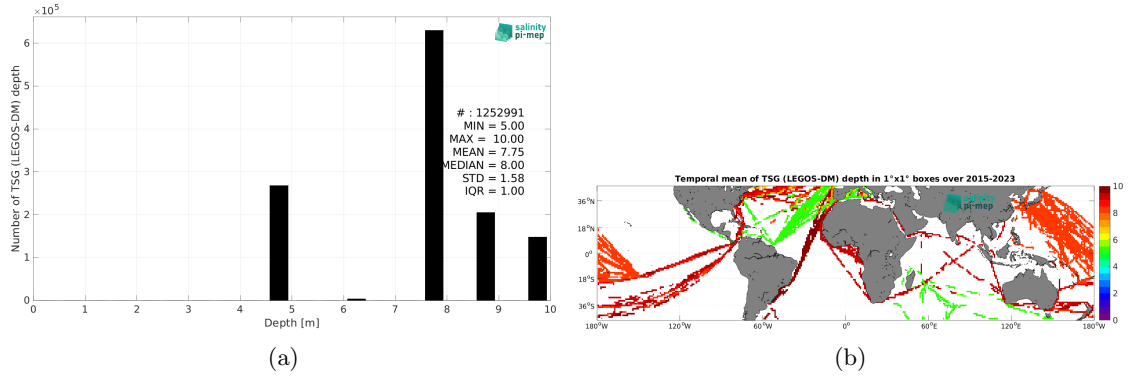 ×10⁵
6
5
4
3
2
1
0
Number of TSG (LEGOS-DM) depth
salinity
pi-mep
# : 1252991
MIN = 5.00
MAX = 10.00
MEAN = 7.75
MEDIAN = 8.00
STD = 1.58
IQR = 1.00
0 1 2 3 4 5 6 7 8 9 10
Depth [m]
(a)
Temporal mean of TSG (LEGOS-DM) depth in 1°x1° boxes over 2015-2023
salinity
pi-mep
36°N
18°N
0°
18°S
36°S
180°W 120°W 60°W 0° 60°E 120°E 180°W
10
8
6
4
2
0
(b)